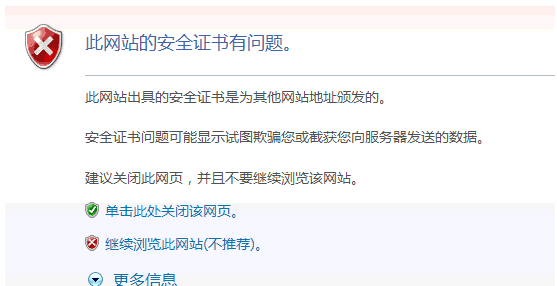 此网站的安全证书有问题。
此网站出具的安全证书是为其他网站地址颁发的。
安全证书问题可能显示试图欺骗您或截获您向服务器发送的数据。
建议关闭此网页，并且不要继续浏览该网站。
单击此处关闭该网页。
继续浏览此网站(不推荐)。
更多信息